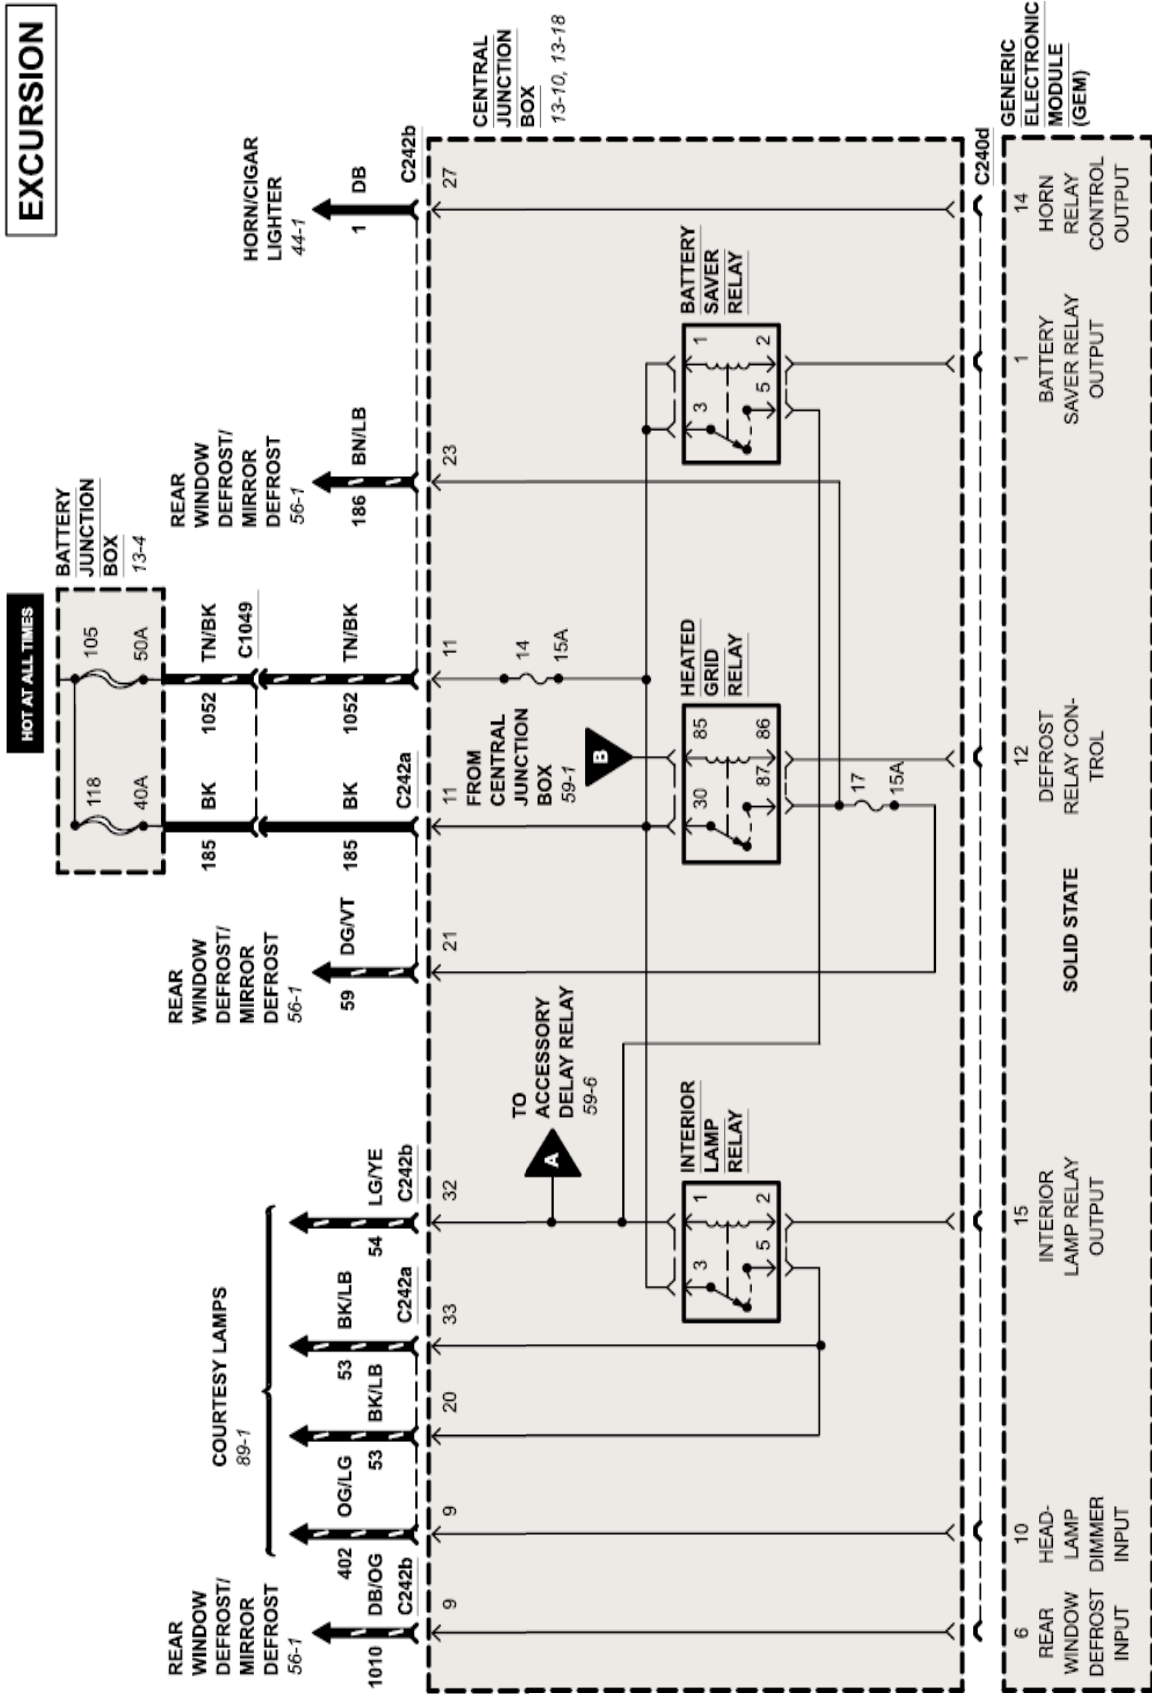 EXCURSION
HOT AT ALL TIMES
BATTERY
JUNCTION
BOX
13-4
118
40A
105
50A
185
BK
1052
TN/BK
C1049
185
BK
1052
TN/BK
REAR
WINDOW
DEFROST/
MIRROR
DEFROST
56-1
1010
DB/OG
C242b
9
COURTESY LAMPS
89-1
402
OG/LG
9
53
BK/LB
20
53
BK/LB
C242a
33
54
LG/YE
C242b
32
REAR
WINDOW
DEFROST/
MIRROR
DEFROST
56-1
59
DG/VT
21
C242a
11
11
REAR
WINDOW
DEFROST/
MIRROR
DEFROST
56-1
186
BN/LB
23
HORN/CIGAR
LIGHTER
44-1
1
DB
C242b
27
CENTRAL
JUNCTION
BOX
13-10, 13-18
TO
ACCESSORY
DELAY RELAY
59-6
A
FROM
CENTRAL
JUNCTION
BOX
59-1
B
14
15A
INTERIOR
LAMP
RELAY
3
1
5
2
HEATED
GRID
RELAY
30
85
87
86
17
15A
BATTERY
SAVER
RELAY
3
1
5
2
C240d
GENERIC
ELECTRONIC
MODULE
(GEM)
6
REAR
WINDOW
DEFROST
INPUT
10
HEAD-
LAMP
DIMMER
INPUT
15
INTERIOR
LAMP RELAY
OUTPUT
SOLID STATE
12
DEFROST
RELAY CON-
TROL
1
BATTERY
SAVER RELAY
OUTPUT
14
HORN
RELAY
CONTROL
OUTPUT